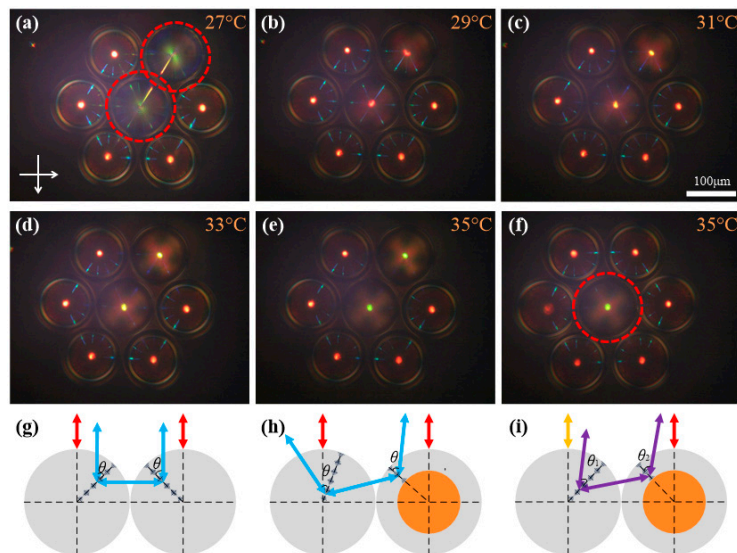 (a) 27°C
(b) 29°C
(c) 31°C
100μm
(d) 33°C
(e) 35°C
(f) 35°C
(g) θ θ
(h) θ θ
(i) θ₁ θ₂